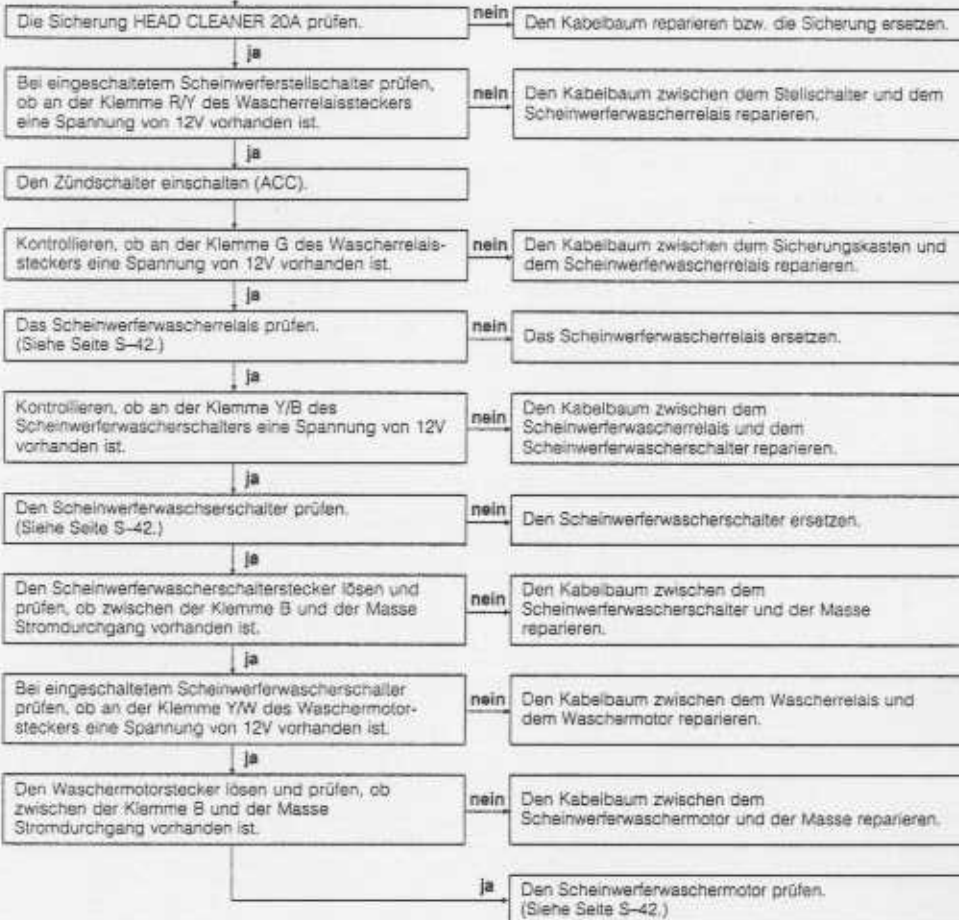 Die Sicherung HEAD CLEANER 20A prüfen.
nein
Den Kabelbaum reparieren bzw. die Sicherung ersetzen.
ja
Bei eingeschaltetem Scheinwerferstellschalter prüfen,
ob an der Klemme R/Y des Wascherrelaissteckers
eine Spannung von 12V vorhanden ist.
nein
Den Kabelbaum zwischen dem Stellschalter und dem
Scheinwerferwascherrelais reparieren.
ja
Den Zündschalter einschalten (ACC).
Kontrollieren, ob an der Klemme G des Wascherrelais-
steckers eine Spannung von 12V vorhanden ist.
nein
Den Kabelbaum zwischen dem Sicherungskasten und
dem Scheinwerferwascherrelais reparieren.
ja
Das Scheinwerferwascherrelais prüfen.
(Siehe Seite S–42.)
nein
Das Scheinwerferwascherrelais ersetzen.
ja
Kontrollieren, ob an der Klemme Y/B des
Scheinwerferwascherschalters eine Spannung von 12V
vorhanden ist.
nein
Den Kabelbaum zwischen dem
Scheinwerferwascherrelais und dem
Scheinwerferwascherschalter reparieren.
ja
Den Scheinwerferwaschserschalter prüfen.
(Siehe Seite S–42.)
nein
Den Scheinwerferwascherschalter ersetzen.
ja
Den Scheinwerferwascherschalterstecker lösen und
prüfen, ob zwischen der Klemme B und der Masse
Stromdurchgang vorhanden ist.
nein
Den Kabelbaum zwischen dem
Scheinwerferwascherschalter und der Masse
reparieren.
ja
Bei eingeschaltetem Scheinwerferwascherschalter
prüfen, ob an der Klemme Y/W des Waschermotor-
steckers eine Spannung von 12V vorhanden ist.
nein
Den Kabelbaum zwischen dem Wascherrelais und
dem Waschermotor reparieren.
ja
Den Waschermotorstecker lösen und prüfen, ob
zwischen der Klemme B und der Masse
Stromdurchgang vorhanden ist.
nein
Den Kabelbaum zwischen dem
Scheinwerferwaschermotor und der Masse reparieren.
ja
Den Scheinwerferwaschermotor prüfen.
(Siehe Seite S–42.)